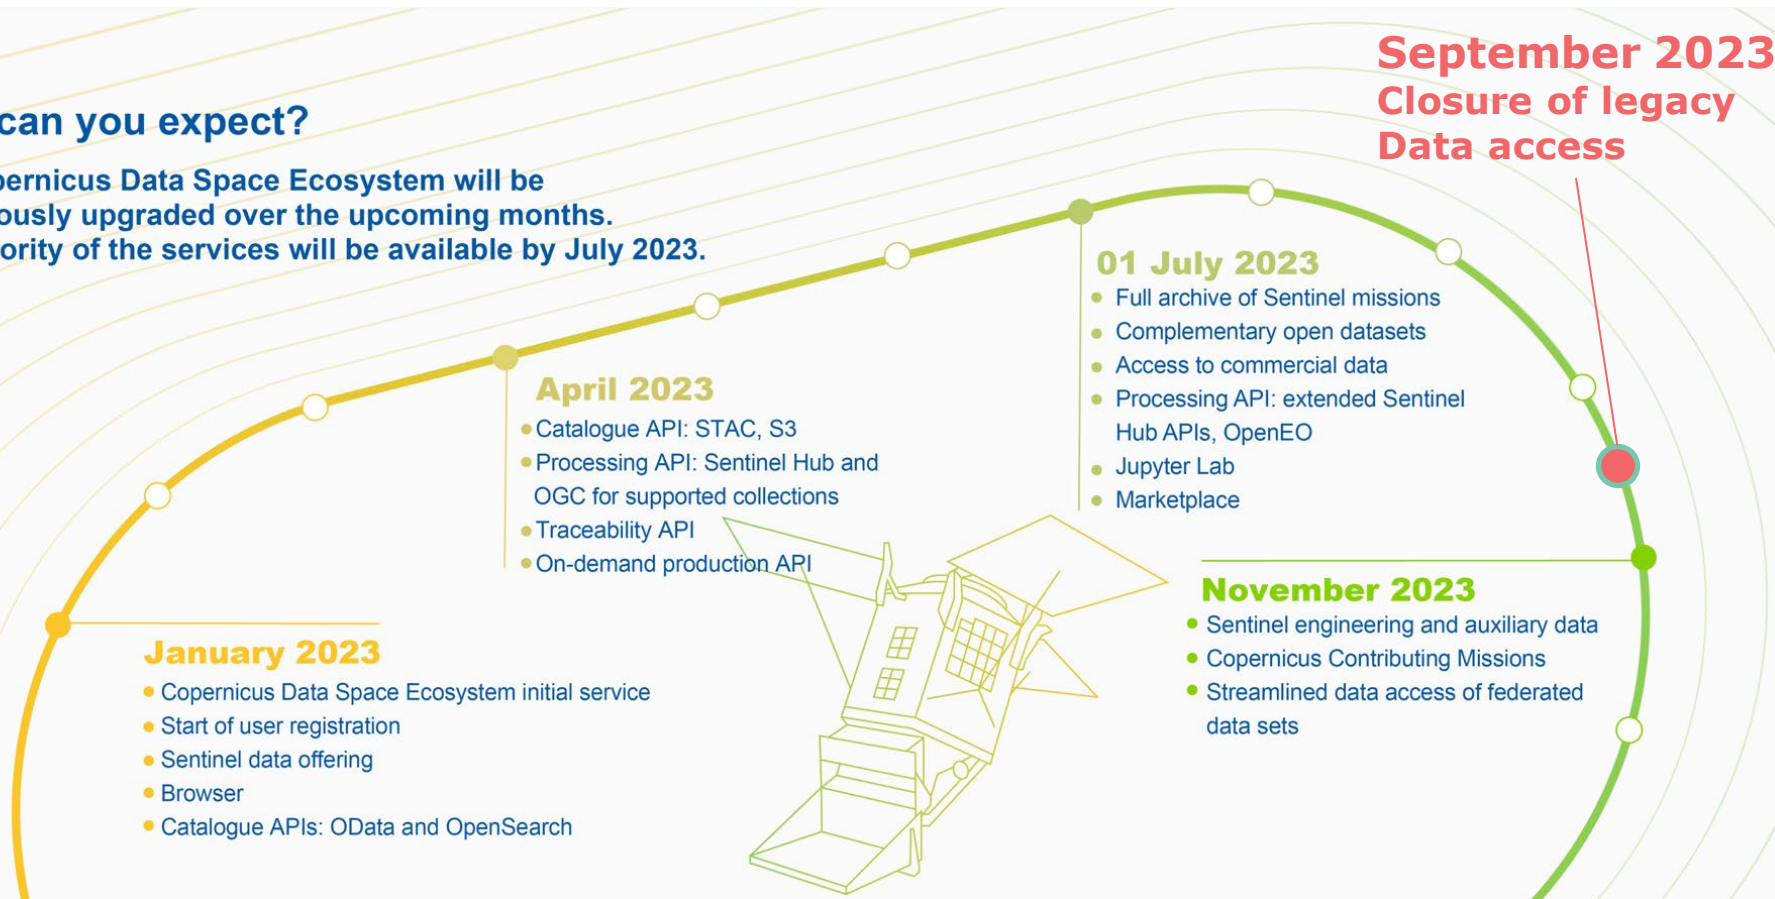 September 2023
Closure of legacy
Data access
can you expect?
pernicus Data Space Ecosystem will be
ously upgraded over the upcoming months.
ority of the services will be available by July 2023.
01 July 2023
Full archive of Sentinel missions
Complementary open datasets
Access to commercial data
Processing API: extended Sentinel
Hub APIs, OpenEO
Jupyter Lab
Marketplace
April 2023
Catalogue API: STAC, S3
Processing API: Sentinel Hub and
OGC for supported collections
Traceability API
On-demand production API
November 2023
Sentinel engineering and auxiliary data
Copernicus Contributing Missions
Streamlined data access of federated
data sets
January 2023
Copernicus Data Space Ecosystem initial service
Start of user registration
Sentinel data offering
Browser
Catalogue APIs: OData and OpenSearch